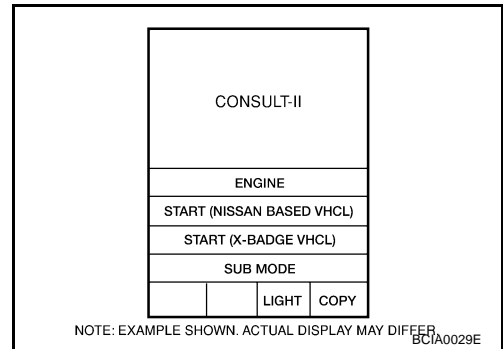 CONSULT-II
ENGINE
START (NISSAN BASED VHCL)
START (X-BADGE VHCL)
SUB MODE
LIGHT COPY
NOTE: EXAMPLE SHOWN. ACTUAL DISPLAY MAY DIFFER.
BCIA0029E